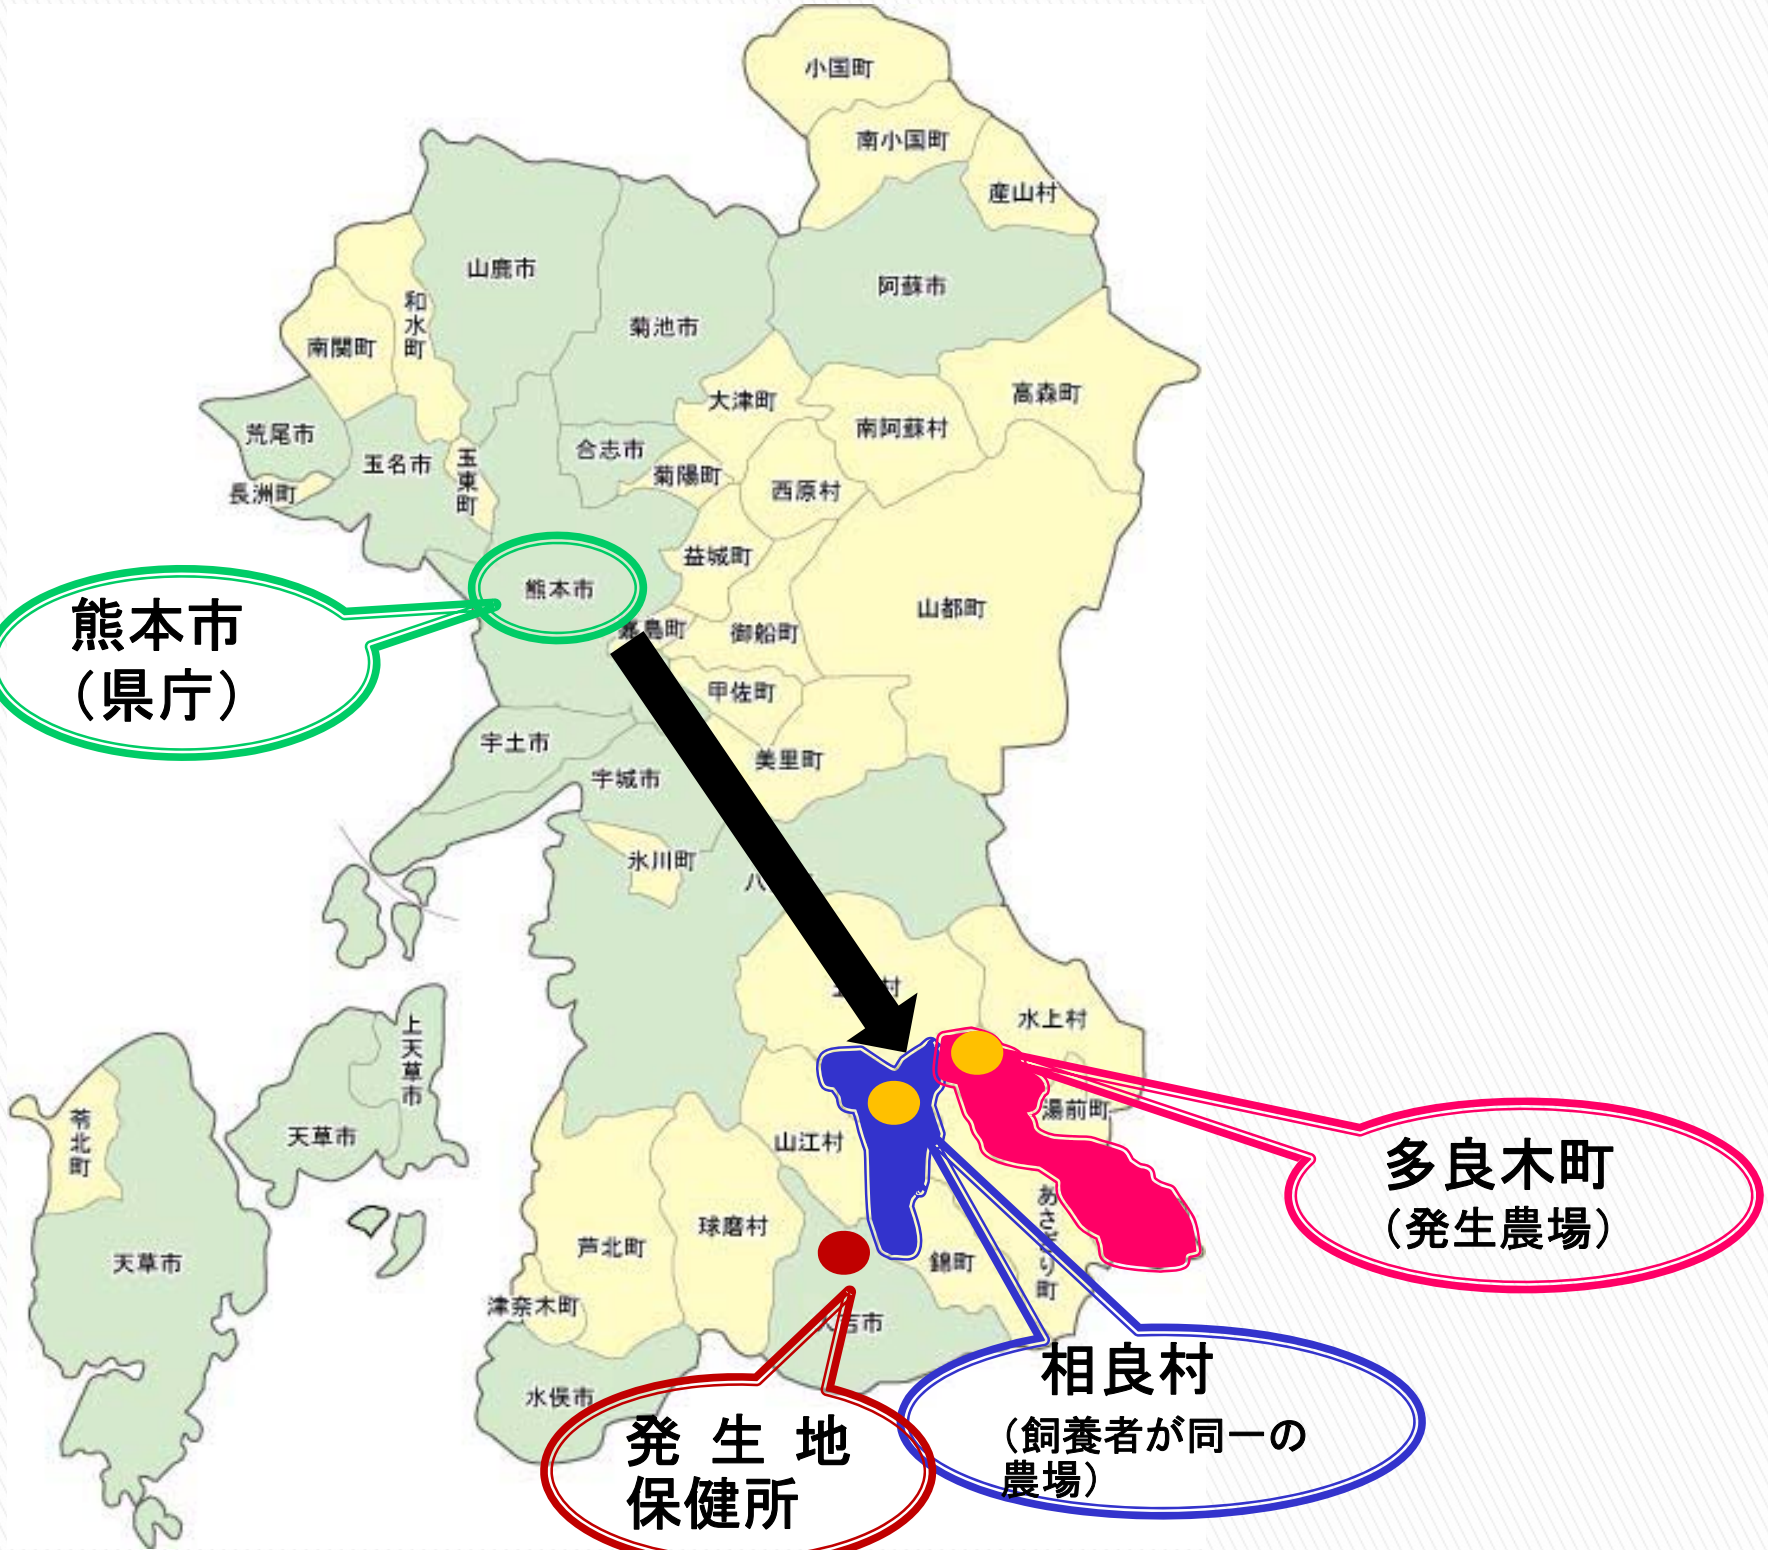 小国町
南小国町
産山村
山鹿市
阿蘇市
和水町
菊池市
南関町
高森町
大津町
南阿蘇村
荒尾市
合志市
玉名市
玉東町
菊陽町
西原村
長洲町
益城町
熊本市
山都町
嘉島町
御船町
熊本市
（県庁）
甲佐町
宇土市
美里町
宇城市
氷川町
八
村
水上村
上天草市
湯前町
苓北町
天草市
山江村
多良木町
（発生農場）
あさぎり町
球磨村
芦北町
錦町
天草市
津奈木町
人吉市
相良村
（飼養者が同一の
農場）
水俣市
発 生 地
保健所